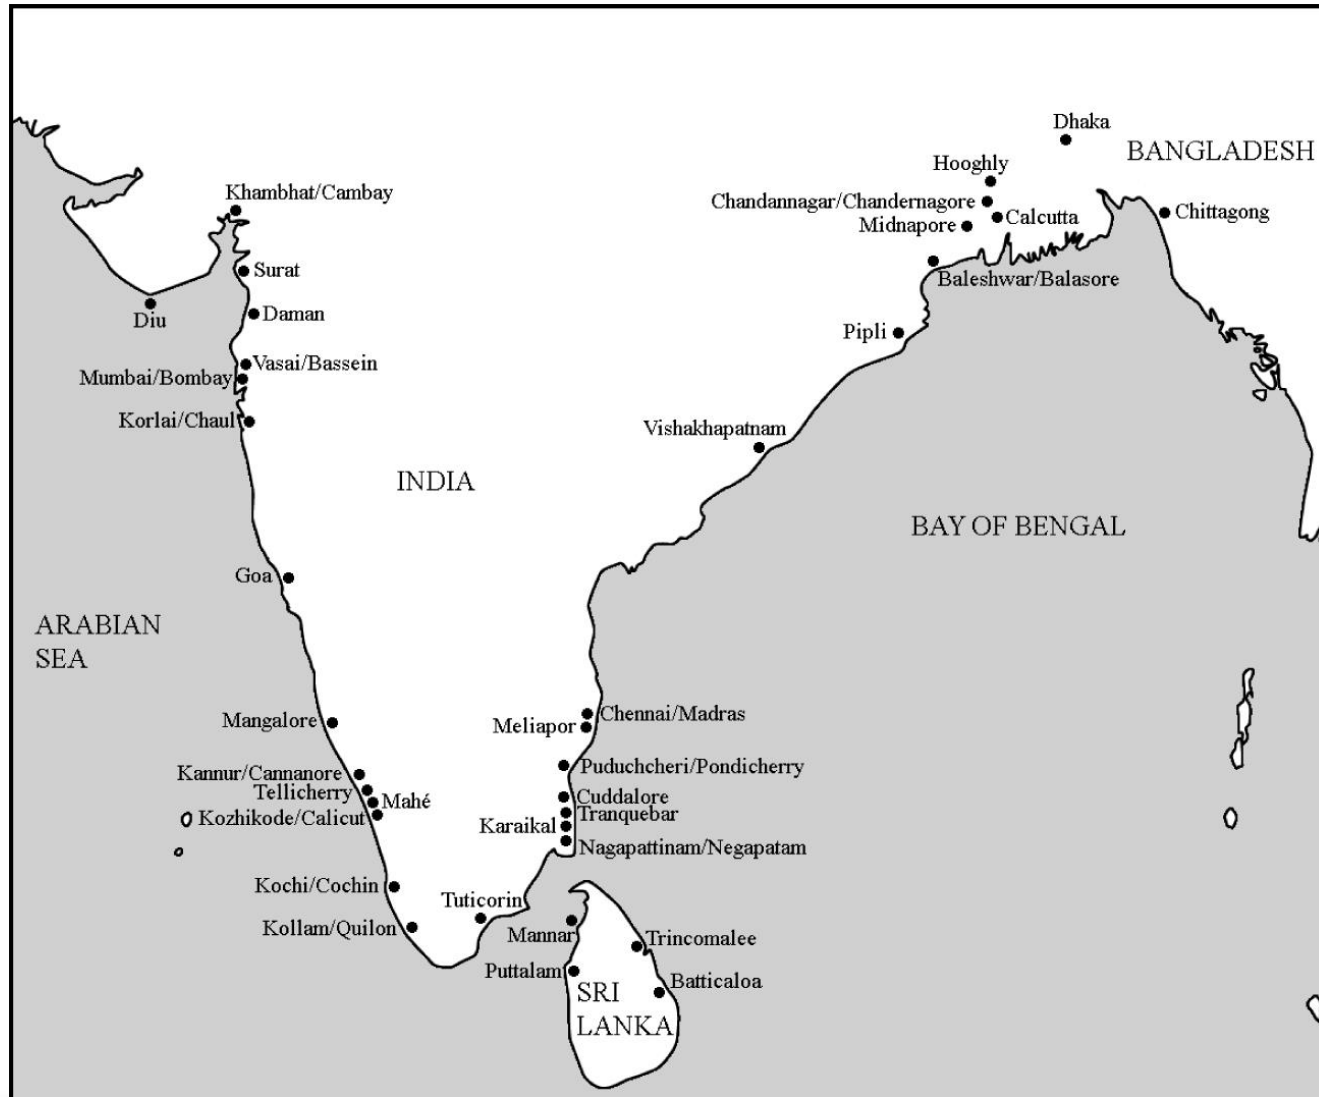 Dhaka
BANGLADESH
Hooghly
Khambhat/Cambay
Chandannagar/Chandernagore
Chittagong
Calcutta
Midnapore
Surat
Baleshwar/Balasore
Daman
Diu
Pipli
Vasai/Bassein
Mumbai/Bombay
Korlai/Chaul
Vishakhapatnam
INDIA
BAY OF BENGAL
Goa
ARABIAN
SEA
Chennai/Madras
Mangalore
Meliapor
Puduchcheri/Pondicherry
Kannur/Cannanore
Tellicherry
Cuddalore
Mahé
Tranquebar
Kozhikode/Calicut
Karaikal
Nagapattinam/Negapatam
Kochi/Cochin
Tuticorin
Kollam/Quilon
Mannar
Trincomalee
Puttalam
Batticaloa
SRI
LANKA